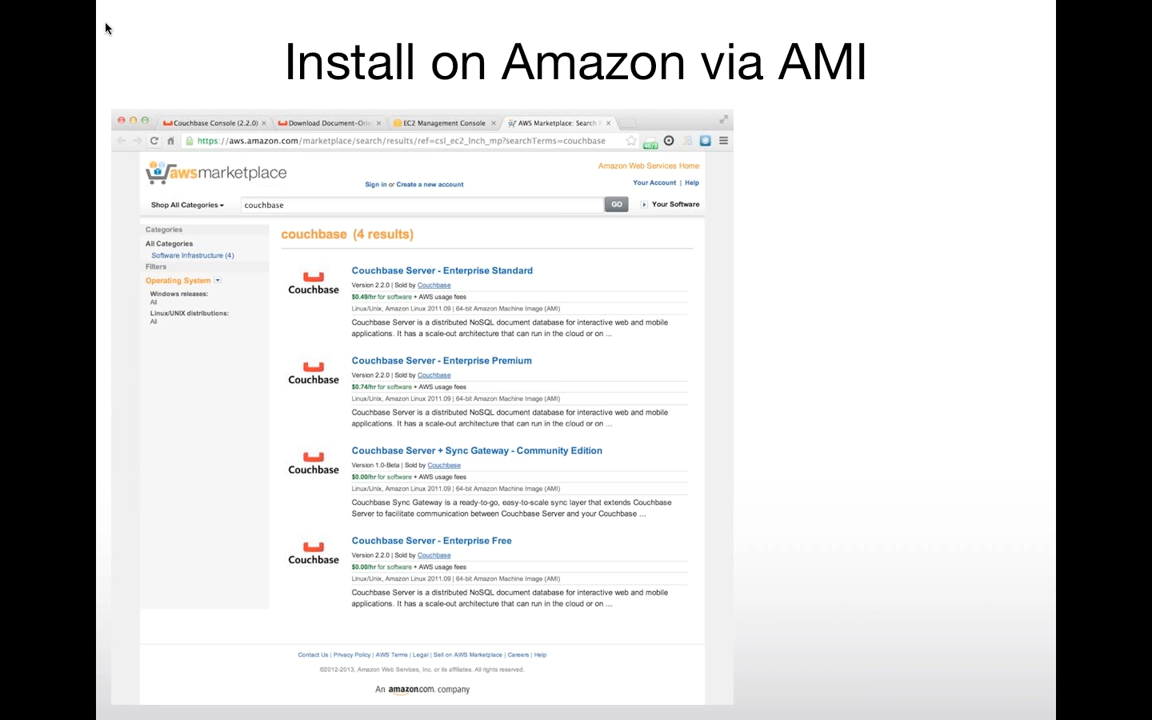 Install on Amazon via AMI
Couchbase Console (2.2.0)
Download Document-Orie
EC2 Management Console
AWS Marketplace: Search
https://aws.amazon.com/marketplace/search/results/ref=csl_ec2_lnch_mp?searchTerms=couchbase
awsmarketplace
Amazon Web Services Home
Sign in or Create a new account
Your Account | Help
Shop All Categories
couchbase
GO
Your Software
Categories
All Categories
Software Infrastructure (4)
Filters
Operating System
Windows releases:
All
Linux/UNIX distributions:
All
couchbase (4 results)
Couchbase
Couchbase Server - Enterprise Standard
Version 2.2.0 | Sold by Couchbase
$0.49/hr for software + AWS usage fees
Linux/Unix, Amazon Linux 2011.09 | 64-bit Amazon Machine Image (AMI)
Couchbase Server is a distributed NoSQL document database for interactive web and mobile
applications. It has a scale-out architecture that can run in the cloud or on ...
Couchbase
Couchbase Server - Enterprise Premium
Version 2.2.0 | Sold by Couchbase
$0.74/hr for software + AWS usage fees
Linux/Unix, Amazon Linux 2011.09 | 64-bit Amazon Machine Image (AMI)
Couchbase Server is a distributed NoSQL document database for interactive web and mobile
applications. It has a scale-out architecture that can run in the cloud or on ...
Couchbase
Couchbase Server + Sync Gateway - Community Edition
Version 1.0-Beta | Sold by Couchbase
$0.00/hr for software + AWS usage fees
Linux/Unix, Amazon Linux 2011.09 | 64-bit Amazon Machine Image (AMI)
Couchbase Sync Gateway is a ready-to-go, easy-to-scale sync layer that extends Couchbase
Server to facilitate communication between Couchbase Server and your Couchbase ...
Couchbase
Couchbase Server - Enterprise Free
Version 2.2.0 | Sold by Couchbase
$0.00/hr for software + AWS usage fees
Linux/Unix, Amazon Linux 2011.09 | 64-bit Amazon Machine Image (AMI)
Couchbase Server is a distributed NoSQL document database for interactive web and mobile
applications. It has a scale-out architecture that can run in the cloud or on ...
Contact Us | Privacy Policy | AWS Terms | Legal | Sell on AWS Marketplace | Careers | Help
©2012-2013, Amazon Web Services, Inc. or its affiliates. All rights reserved.
An amazon.com. company